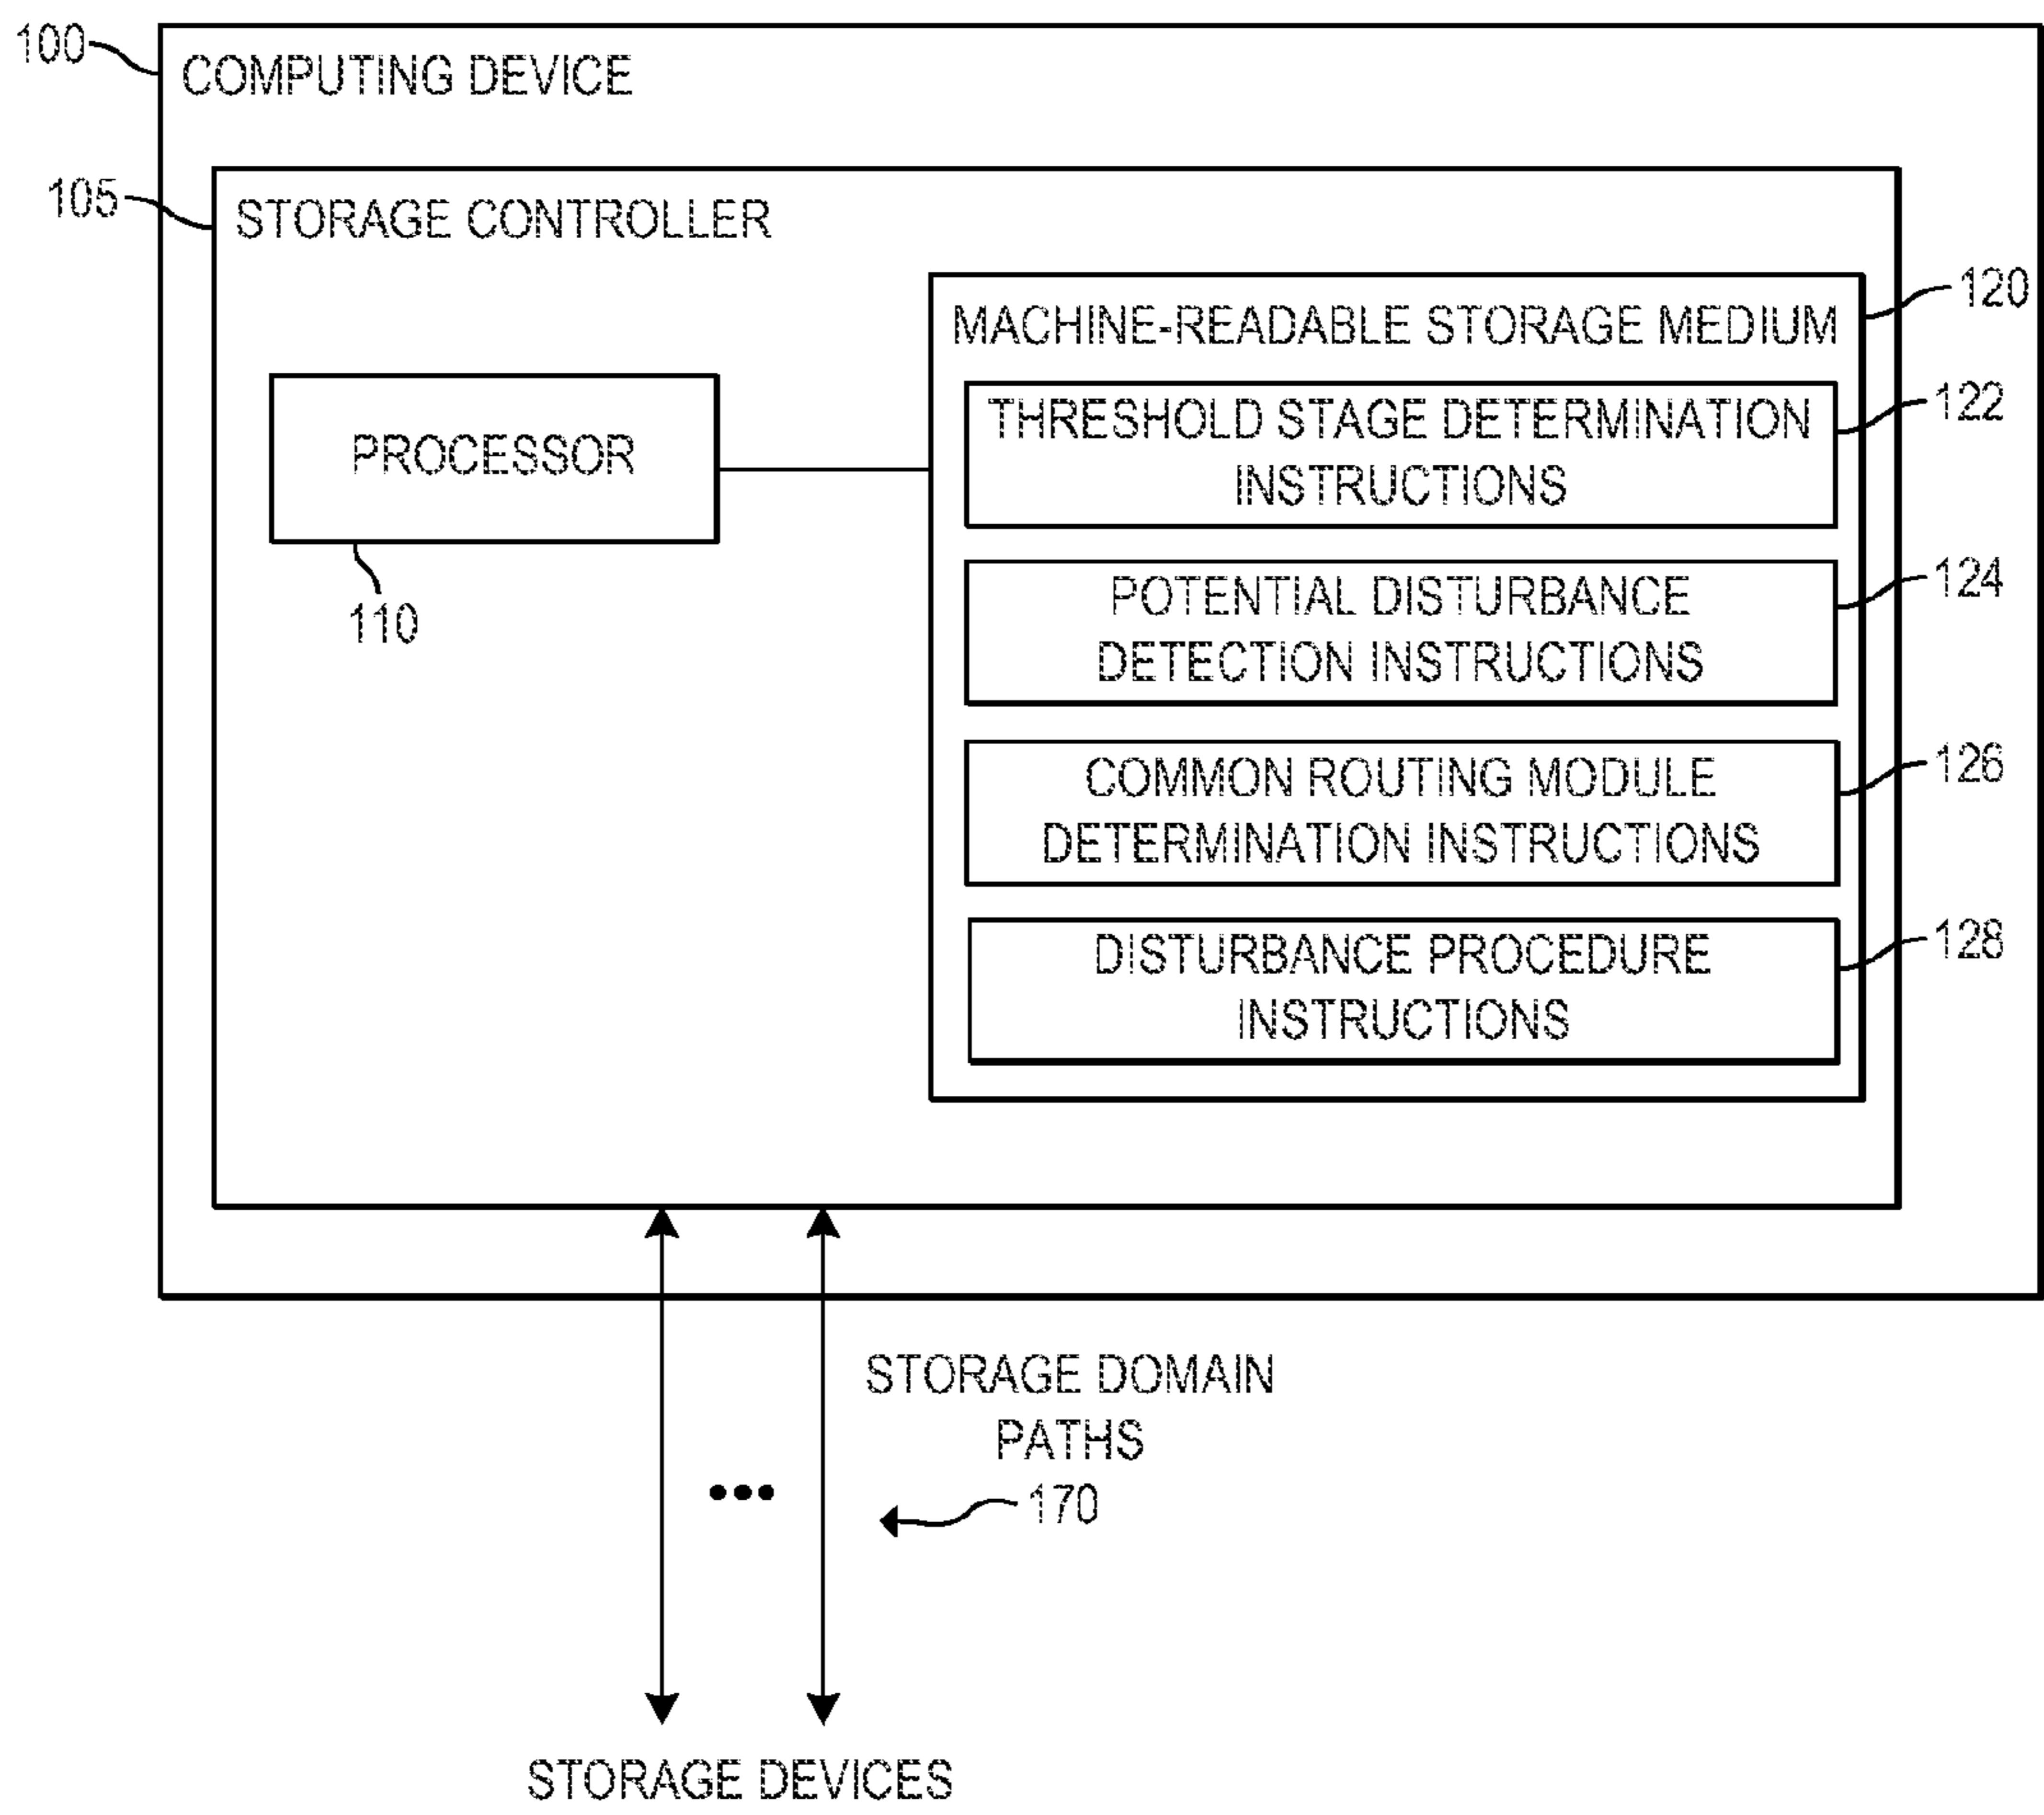 100
COMPUTING DEVICE
105
STORAGE CONTROLLER
120
MACHINE-READABLE STORAGE MEDIUM
PROCESSOR
110
THRESHOLD STAGE DETERMINATION
INSTRUCTIONS
122
POTENTIAL DISTURBANCE
DETECTION INSTRUCTIONS
124
COMMON ROUTING MODULE
DETERMINATION INSTRUCTIONS
126
DISTURBANCE PROCEDURE
INSTRUCTIONS
128
STORAGE DOMAIN
PATHS
170
STORAGE DEVICES